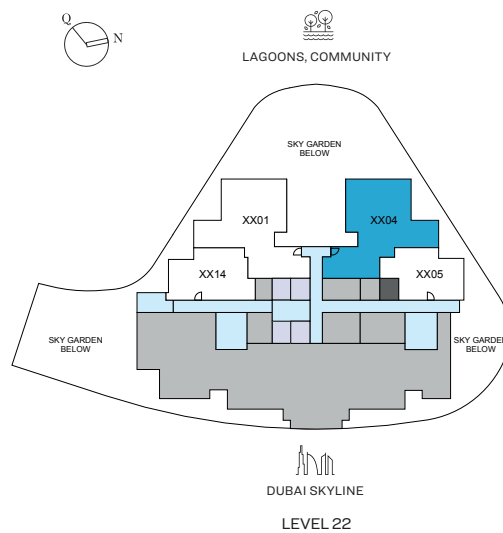 Q
N
LAGOONS, COMMUNITY
SKY GARDEN
BELOW
XX01
XX04
XX14
XX05
SKY GARDEN
BELOW
SKY GARDEN
BELOW
DUBAI SKYLINE
LEVEL 22